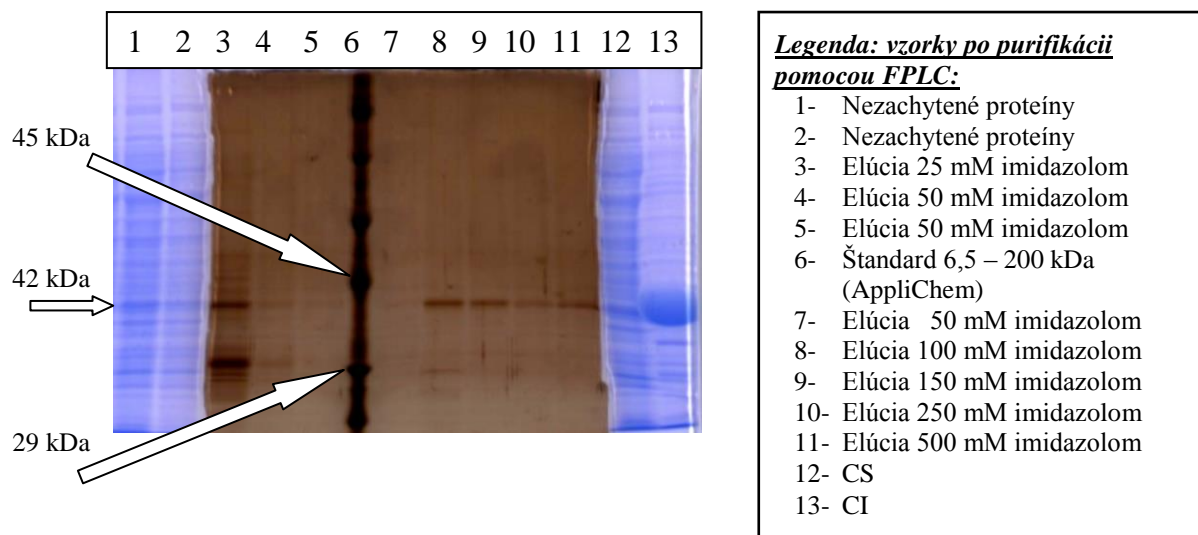 1 2 3 4 5 6 7 8 9 10 11 12 13
45 kDa
42 kDa
29 kDa
Legenda: vzorky po purifikácii
pomocou FPLC:
1- Nezachytené proteíny
2- Nezachytené proteíny
3- Elúcia 25 mM imidazolom
4- Elúcia 50 mM imidazolom
5- Elúcia 50 mM imidazolom
6- Štandard 6,5 – 200 kDa
(AppliChem)
7- Elúcia 50 mM imidazolom
8- Elúcia 100 mM imidazolom
9- Elúcia 150 mM imidazolom
10- Elúcia 250 mM imidazolom
11- Elúcia 500 mM imidazolom
12- CS
13- CI